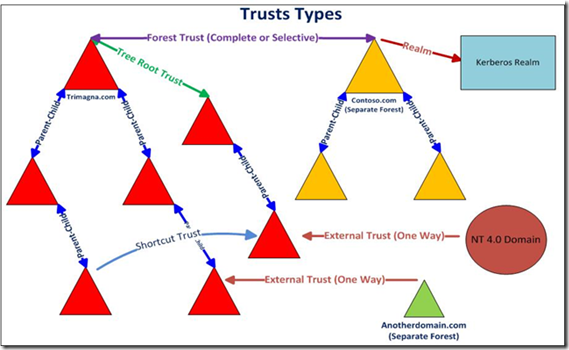 Trusts Types
Forest Trust (Complete or Selective)
Realm
Tree Root Trust
Kerberos Realm
Trimagna.com
Contoso.com
(Separate Forest)
Parent-Child
Parent-Child
Parent-Child
Parent-Child
Parent-Child
Parent-Child
Shortcut Trust
External Trust (One Way)
NT 4.0 Domain
External Trust (One Way)
Anotherdomain.com
(Separate Forest)